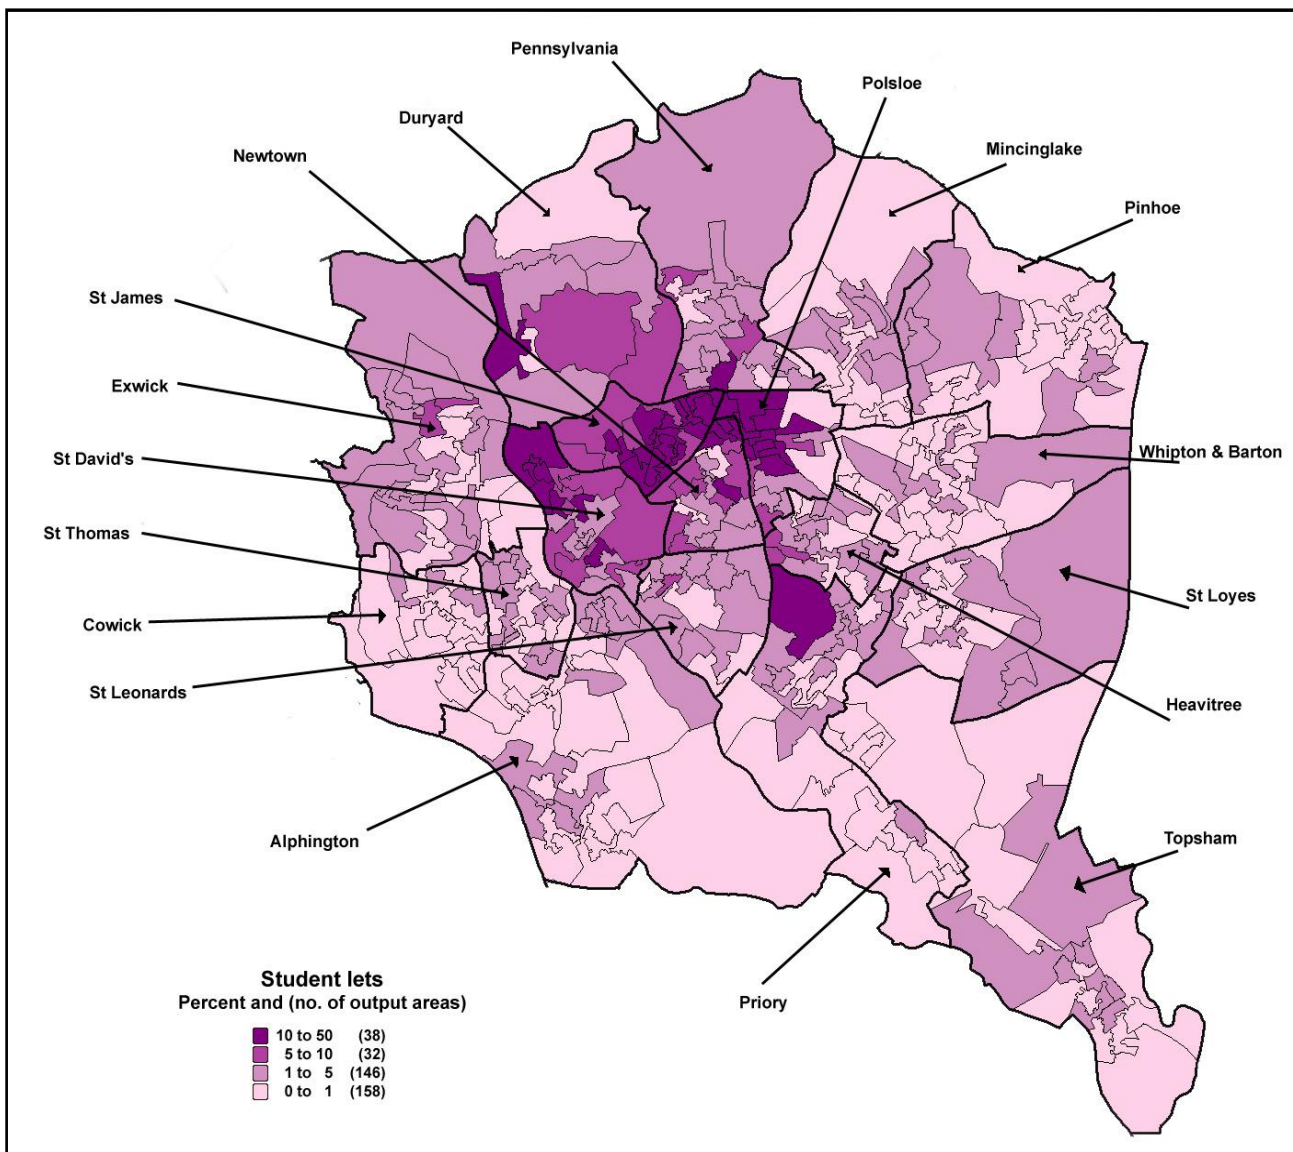 Pennsylvania
Polsloe
Duryard
Newtown
Mincinglake
Pinhoe
St James
Exwick
St David's
Whipton & Barton
St Thomas
St Loyes
Cowick
St Leonards
Heavitree
Alphington
Topsham
Priory
Student lets
Percent and (no. of output areas)
10 to 50 (38)
5 to 10 (32)
1 to 5 (146)
0 to 1 (158)